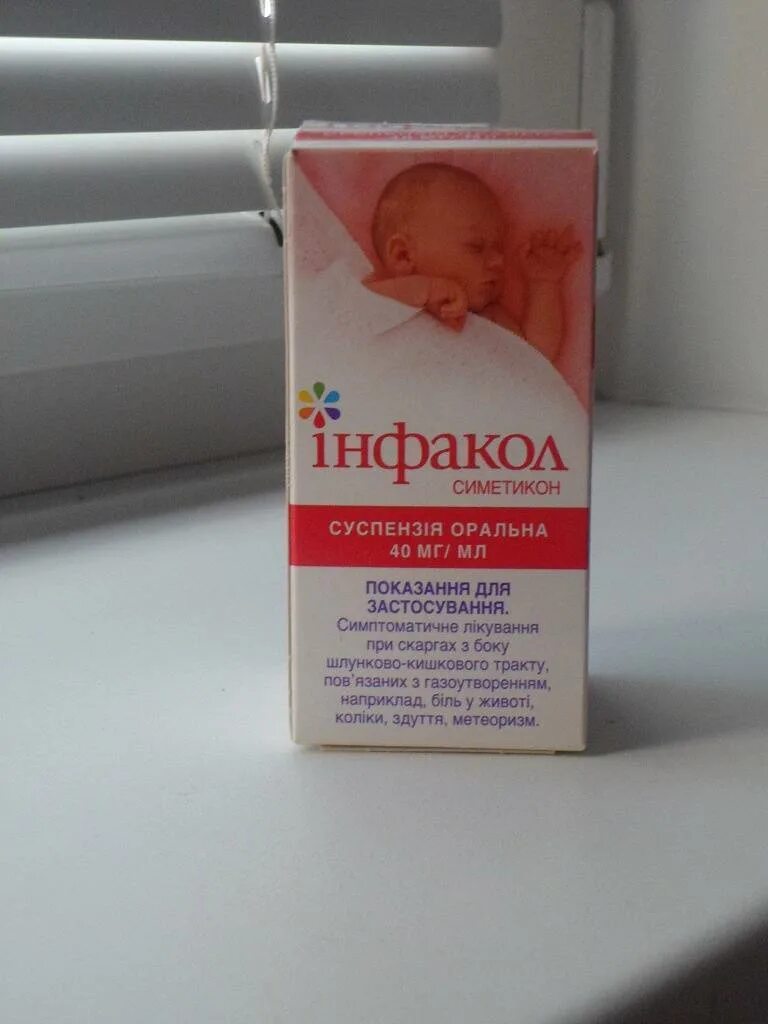 інфакол
СИМЕТИКОН
СУСПЕНЗІЯ ОРАЛЬНА
40 МГ/ МЛ
ПОКАЗАННЯ ДЛЯ
ЗАСТОСУВАННЯ.
Симптоматичне лікування
при скаргах з боку
шлунково-кишкового тракту,
пов'язаних з газоутворенням,
наприклад, біль у животі,
коліки, здуття, метеоризм.